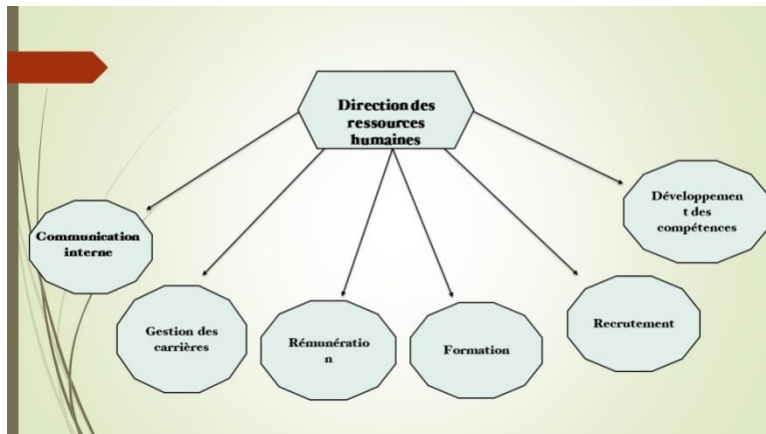 Direction des
ressources
humaines
Communication
interne
Gestion des
carrières
Rémunératio
n
Formation
Recrutement
Développemen
t des
compétences